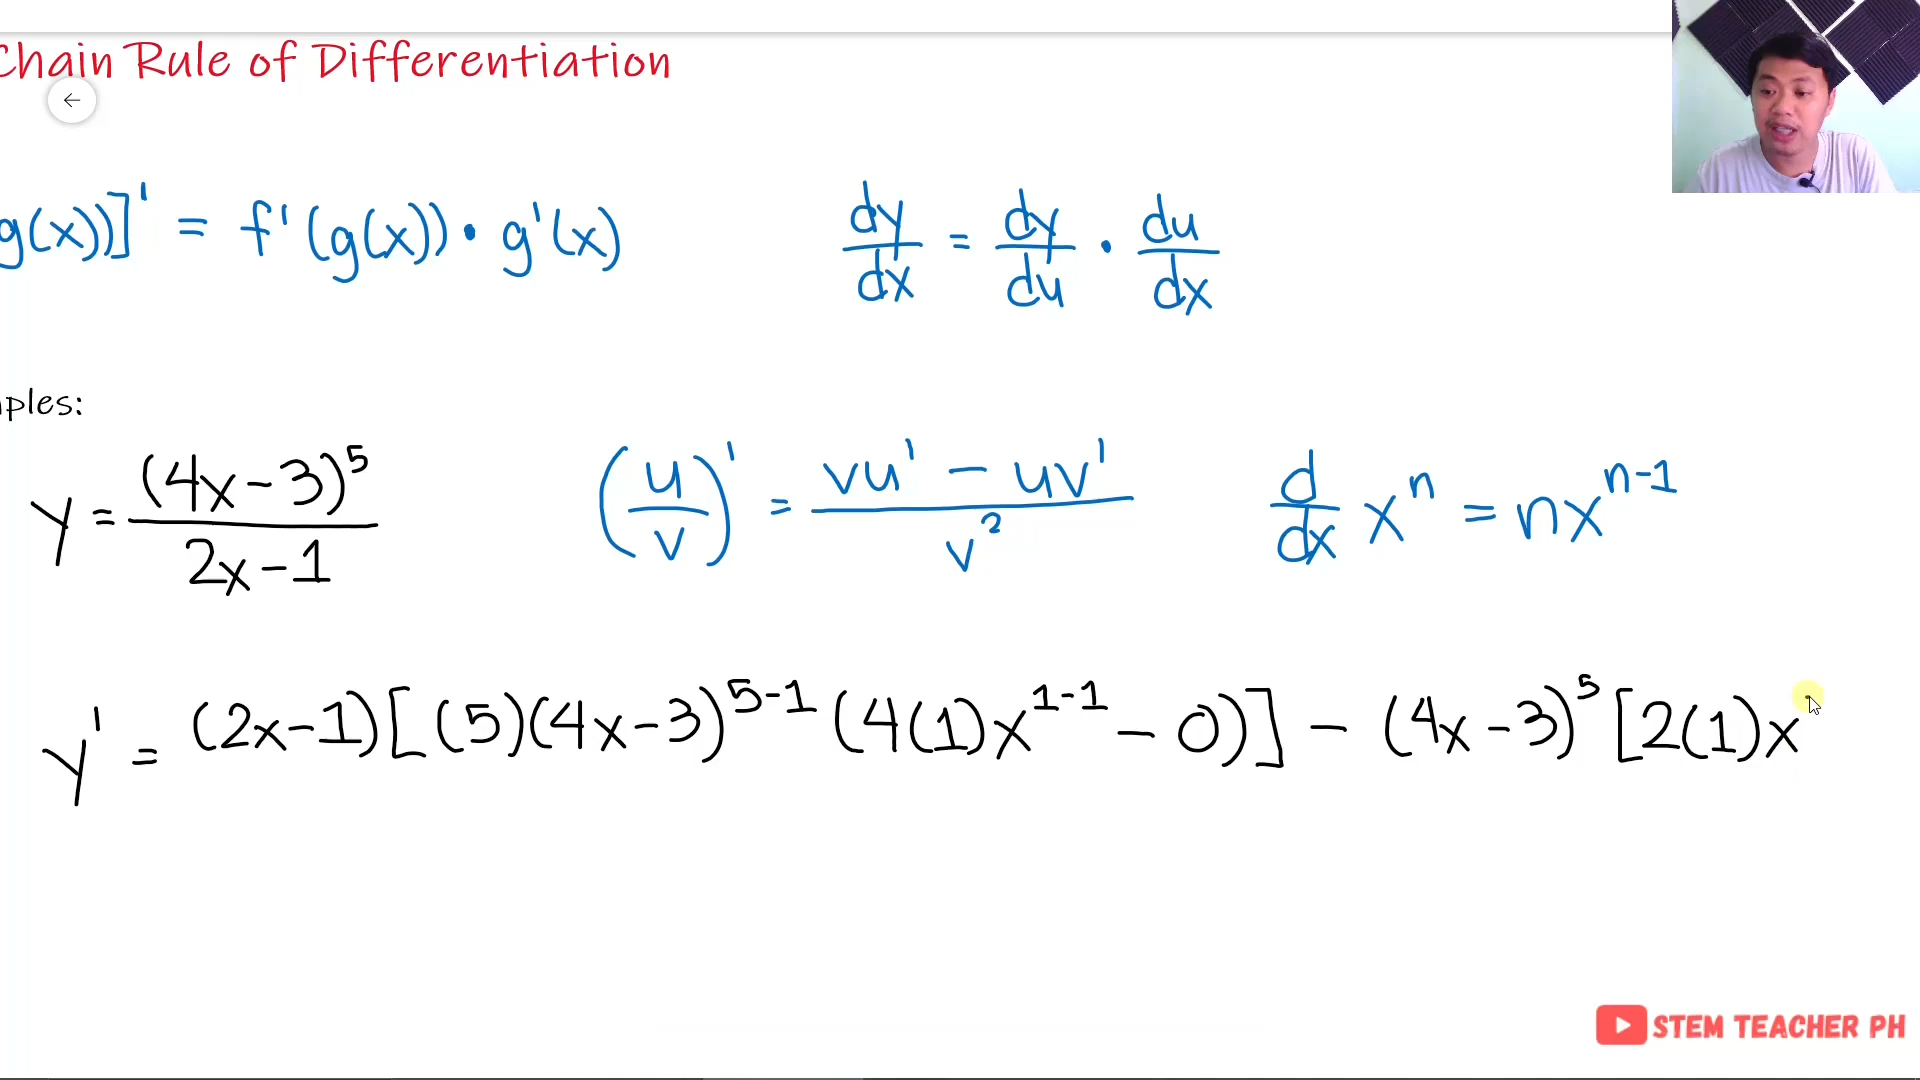 Chain Rule of Differentiation
g(x))]' = f'(g(x)) · g'(x)
dy/dx = dy/du · du/dx
ples:
y = (4x-3)^5 / 2x-1
(u/v)' = vu' - uv' / v^2
d/dx x^n = nx^(n-1)
y' = (2x-1)[(5)(4x-3)^(5-1) (4(1)x^(1-1) - 0)] - (4x-3)^5 [2(1)x
STEM TEACHER PH